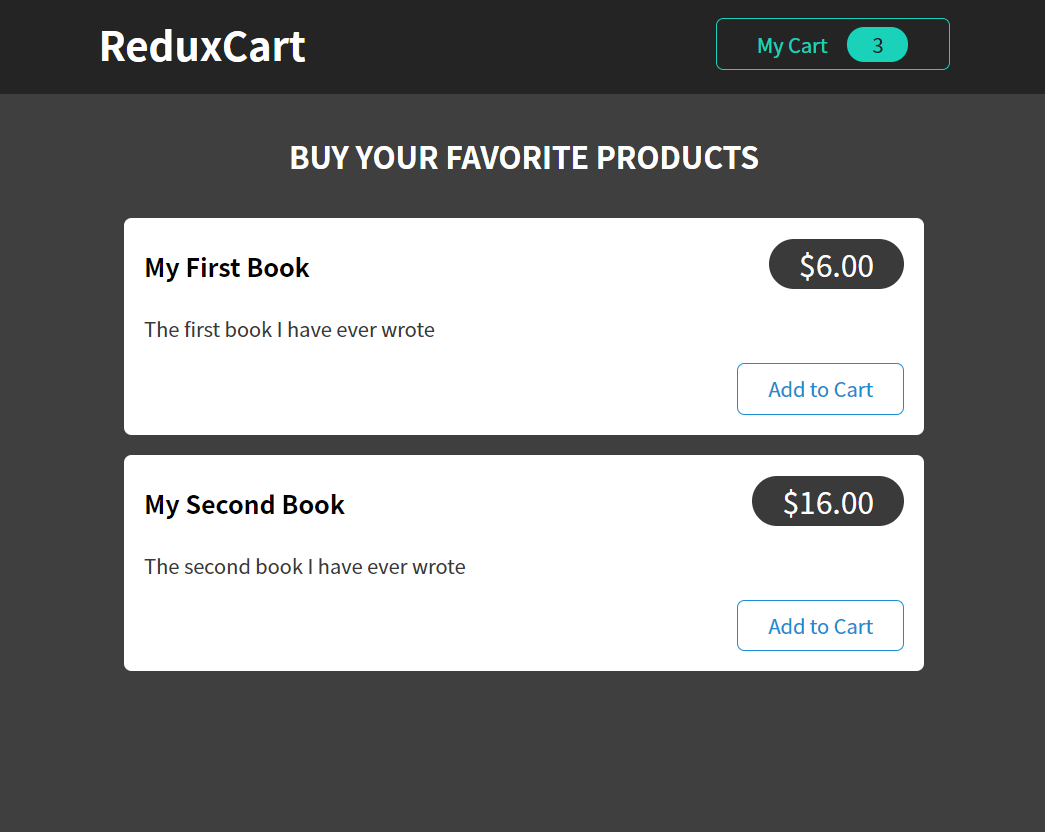 ReduxCart
My Cart 3
BUY YOUR FAVORITE PRODUCTS
My First Book
$6.00
The first book I have ever wrote
Add to Cart
My Second Book
$16.00
The second book I have ever wrote
Add to Cart